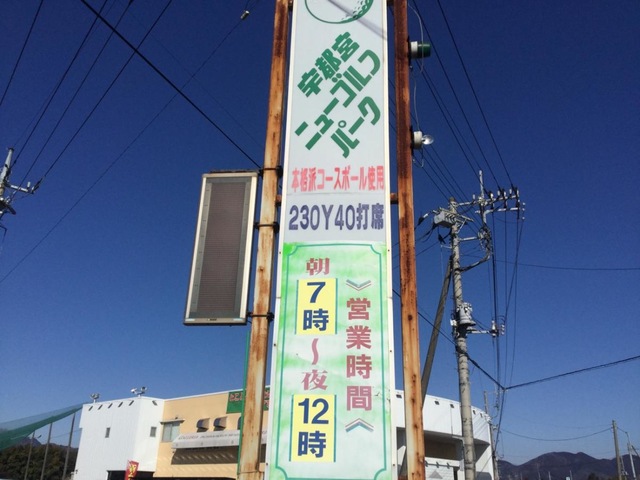 宇都宮
ニューゴルフ
パーク
本格派コースボール使用
230Y40打席
《営業時間》
朝
7時
〜
夜
12時